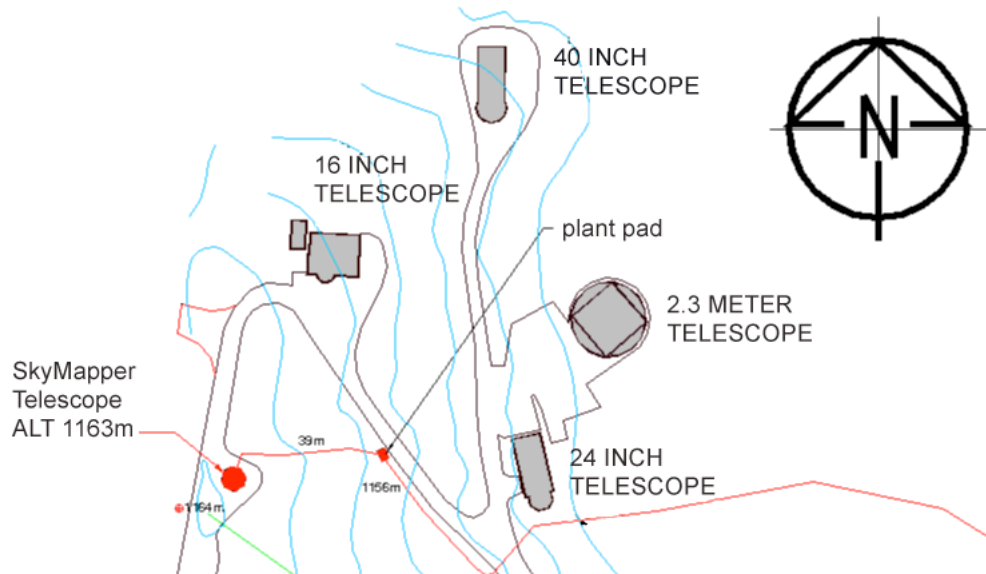 40 INCH
TELESCOPE
N
16 INCH
TELESCOPE
plant pad
2.3 METER
TELESCOPE
SkyMapper
Telescope
ALT 1163m
39m
1156m
24 INCH
TELESCOPE
1164m